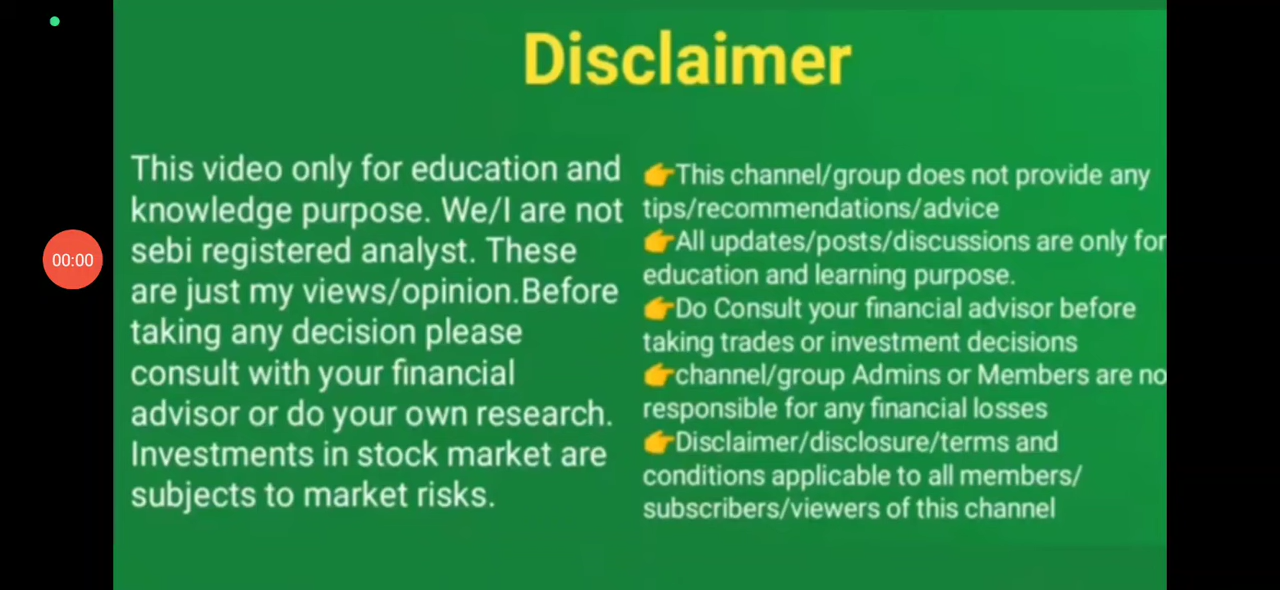 Disclaimer
This video only for education and
knowledge purpose. We/I are not
sebi registered analyst. These
are just my views/opinion.Before
taking any decision please
consult with your financial
advisor or do your own research.
Investments in stock market are
subjects to market risks.
👉This channel/group does not provide any
tips/recommendations/advice
👉All updates/posts/discussions are only for
education and learning purpose.
👉Do Consult your financial advisor before
taking trades or investment decisions
👉channel/group Admins or Members are no
responsible for any financial losses
👉Disclaimer/disclosure/terms and
conditions applicable to all members/
subscribers/viewers of this channel
00:00